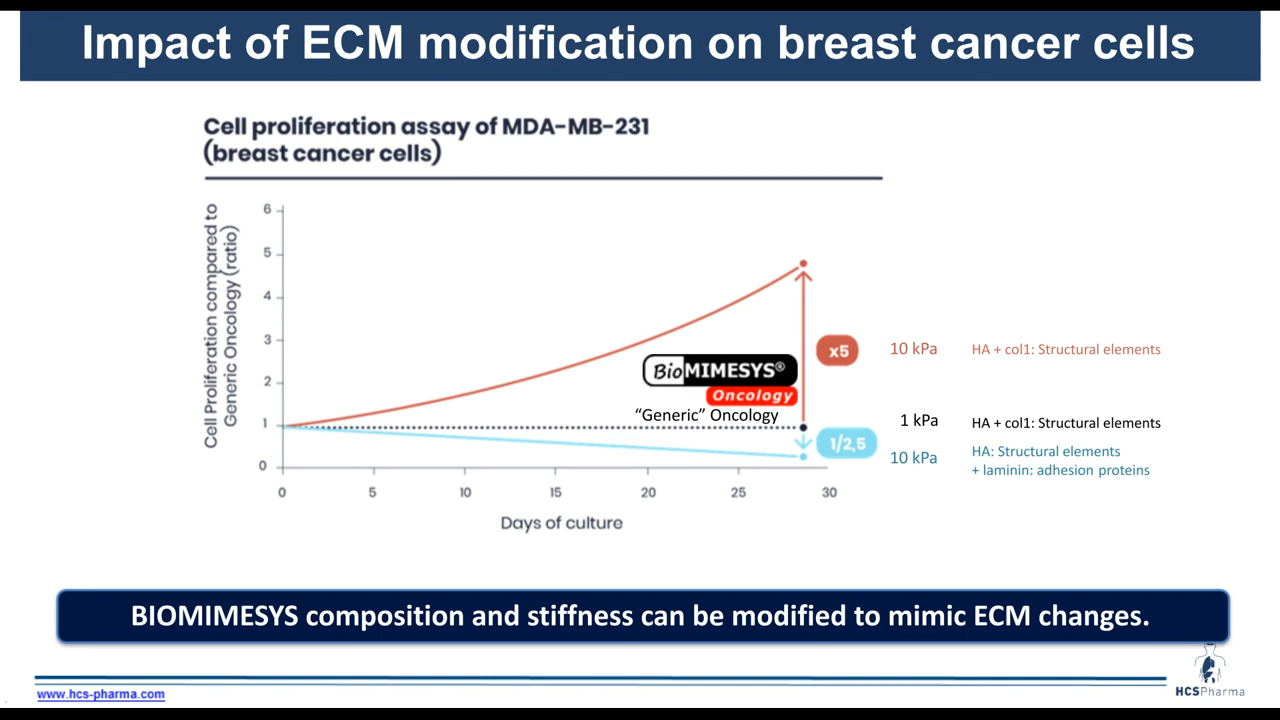 Impact of ECM modification on breast cancer cells
Cell proliferation assay of MDA-MB-231
(breast cancer cells)
Cell Proliferation compared to
Generic Oncology (ratio)
6
5
4
3
2
1
0
0 5 10 15 20 25 30
Days of culture
BioMIMESYS®
Oncology
“Generic” Oncology
x5
1/2,5
10 kPa HA + col1: Structural elements
1 kPa HA + col1: Structural elements
10 kPa HA: Structural elements
+ laminin: adhesion proteins
BIOMIMESYS composition and stiffness can be modified to mimic ECM changes.
www.hcs-pharma.com
HCSPharma